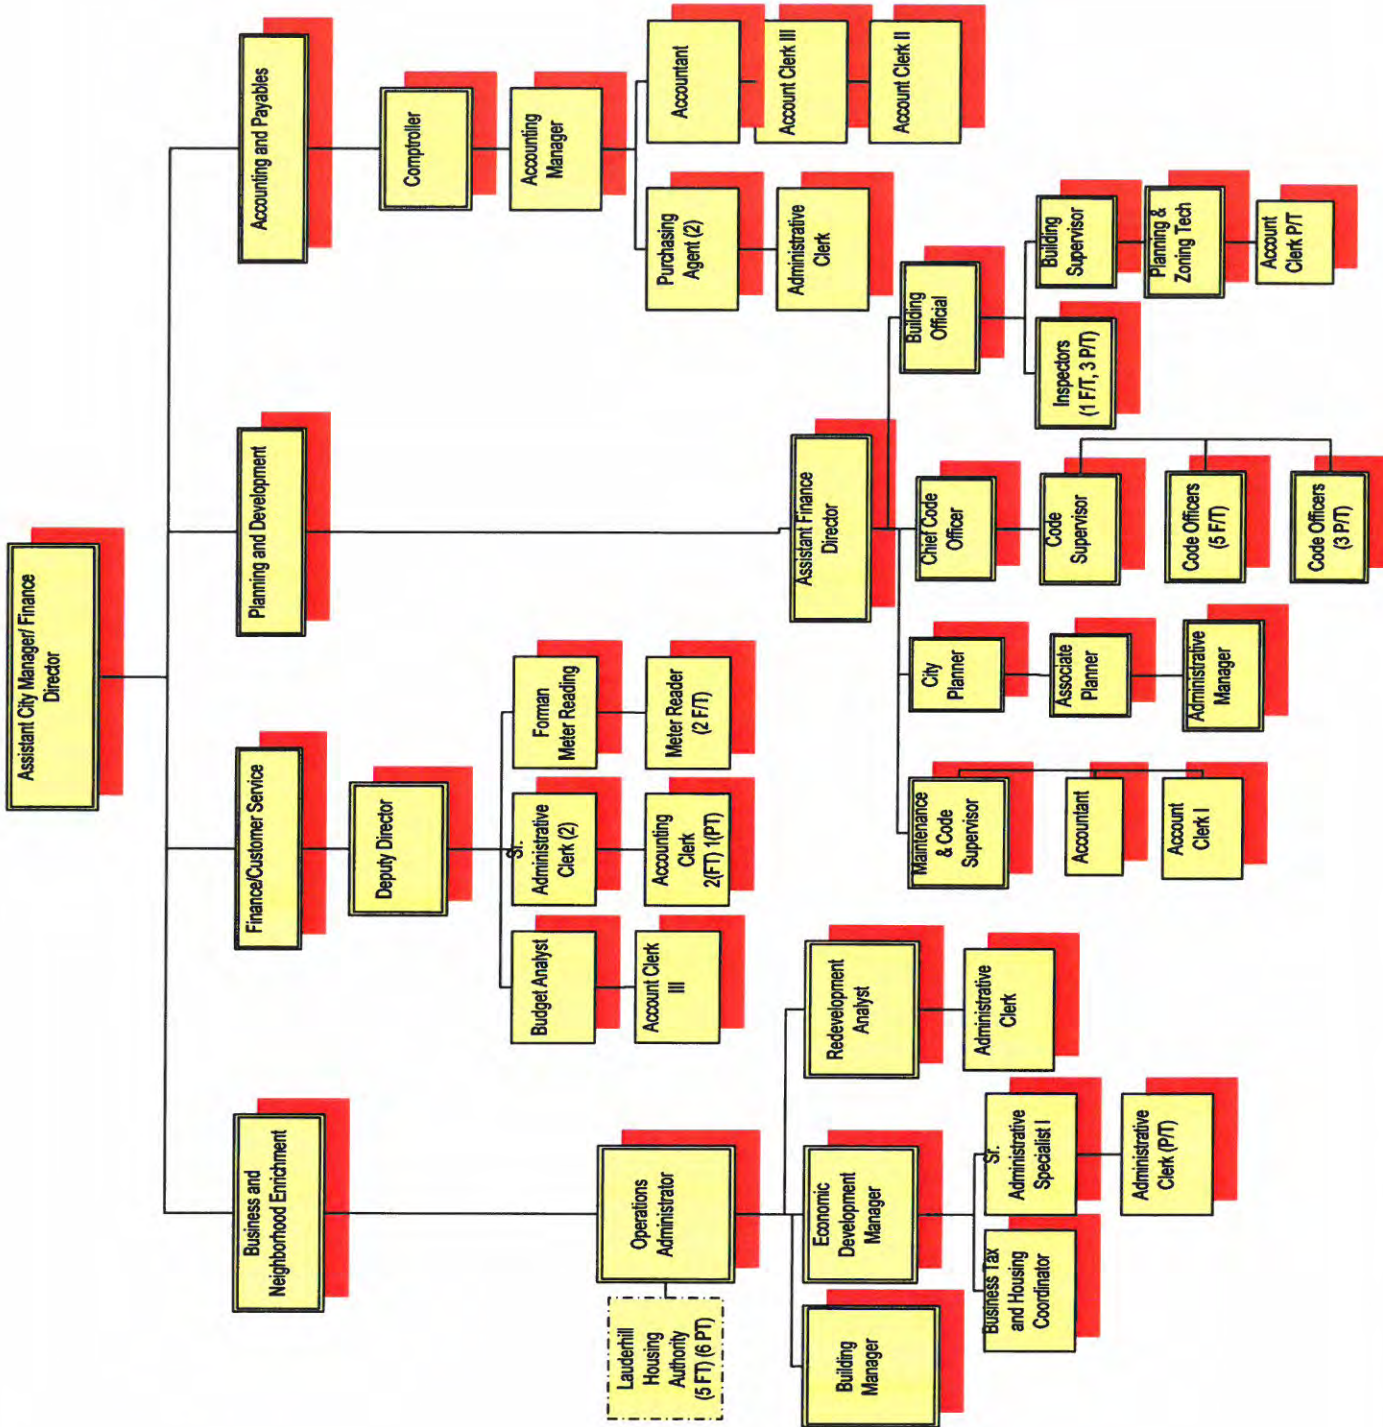 Assistant City Manager/ Finance
Director
Business and
Neighborhood Enrichment
Finance/Customer Service
Planning and Development
Accounting and Payables
Operations
Administrator
Lauderhill
Housing
Authority
(5 FT) (6 PT)
Building
Manager
Economic
Development
Manager
Redevelopment
Analyst
Business Tax
and Housing
Coordinator
Sr.
Administrative
Specialist I
Administrative
Clerk (P/T)
Administrative
Clerk
Deputy Director
Budget Analyst
Account Clerk
III
Sr.
Administrative
Clerk (2)
Accounting
Clerk
2(FT) 1(PT)
Forman
Meter Reading
Meter Reader
(2 F/T)
Assistant Finance
Director
Maintenance
& Code
Supervisor
Accountant
Account
Clerk I
City
Planner
Associate
Planner
Administrative
Manager
Chief Code
Officer
Code
Supervisor
Code Officers
(5 F/T)
Code Officers
(3 P/T)
Building
Official
Inspectors
(1 F/T, 3 P/T)
Building
Supervisor
Planning &
Zoning Tech
Account
Clerk P/T
Comptroller
Accounting
Manager
Purchasing
Agent (2)
Administrative
Clerk
Accountant
Account Clerk III
Account Clerk II